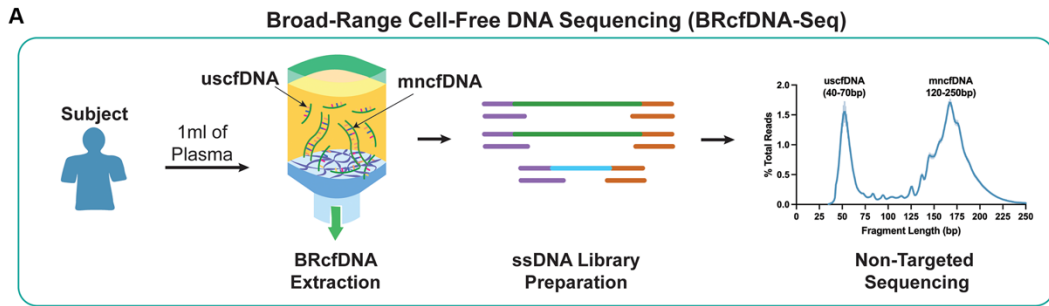 A
Broad-Range Cell-Free DNA Sequencing (BRcfDNA-Seq)
Subject
1ml of
Plasma
uscfDNA
mncfDNA
BRcfDNA
Extraction
ssDNA Library
Preparation
uscfDNA
(40-70bp)
mncfDNA
120-250bp)
% Total Reads
2.0
1.5
1.0
0.5
0.0
0 25 50 75 100 125 150 175 200 225 250
Fragment Length (bp)
Non-Targeted
Sequencing